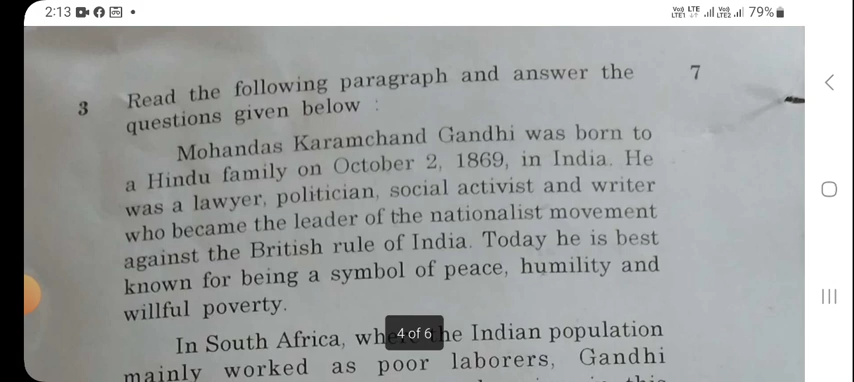 2:13
Vo)) LTE Vo)) 79%
LTE1 LTE2
3 Read the following paragraph and answer the 7
questions given below :
Mohandas Karamchand Gandhi was born to
a Hindu family on October 2, 1869, in India. He
was a lawyer, politician, social activist and writer
who became the leader of the nationalist movement
against the British rule of India. Today he is best
known for being a symbol of peace, humility and
willful poverty.
In South Africa, the Indian population
4 of 6
mainly worked as poor laborers, Gandhi
this